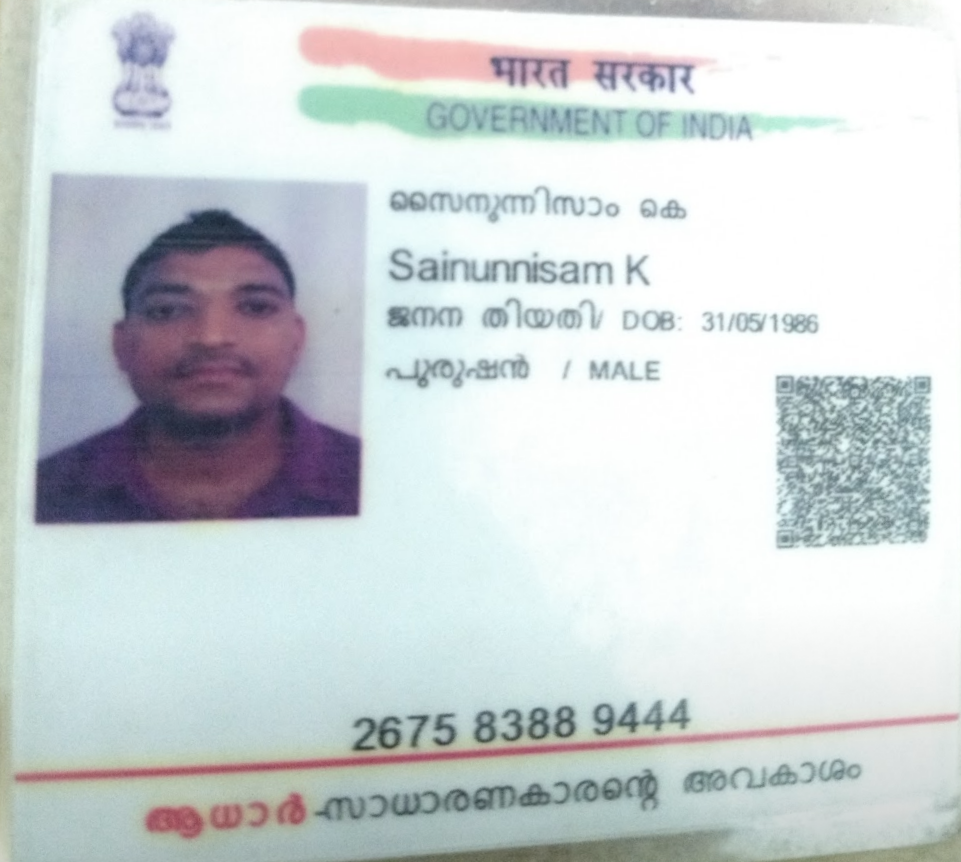 भारत सरकार
GOVERNMENT OF INDIA
സൈനുന്നിസാം കെ
Sainunnisam K
ജനന തിയതി/ DOB: 31/05/1986
പുരുഷൻ / MALE
2675 8388 9444
ആധാർ-സാധാരണകാരന്റെ അവകാശം